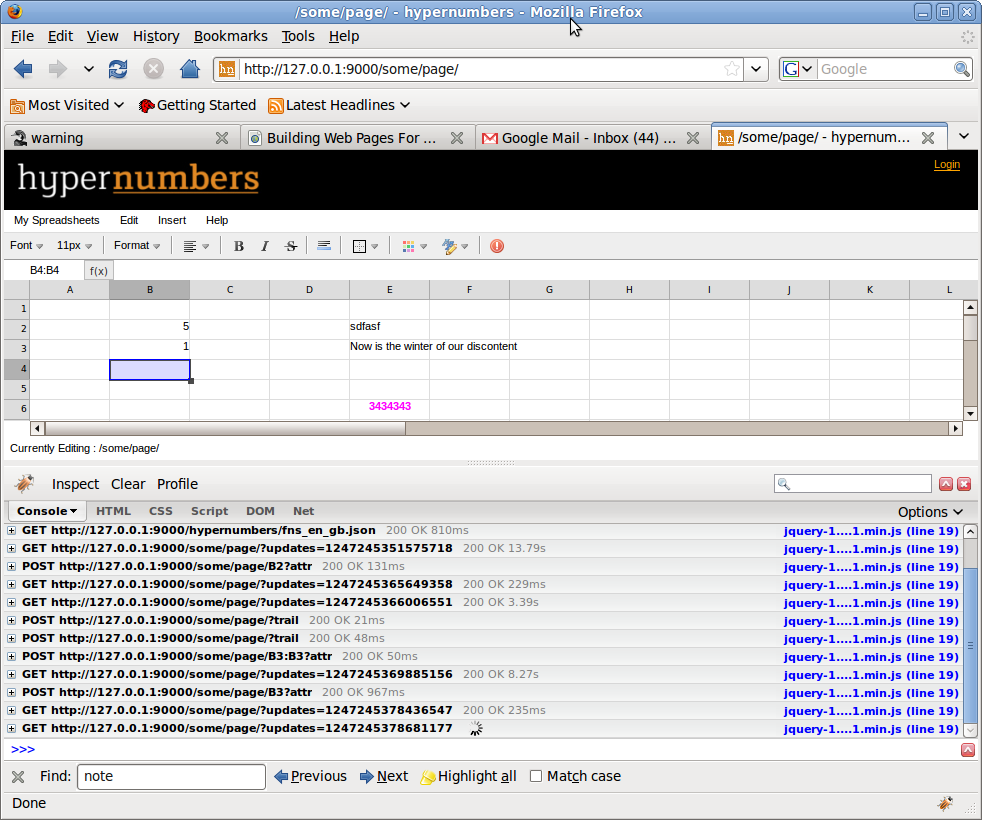 /some/page/ - hypernumbers - Mozilla Firefox
File Edit View History Bookmarks Tools Help
hn http://127.0.0.1:9000/some/page/ G Google
Most Visited Getting Started Latest Headlines
warning Building Web Pages For ... Google Mail - Inbox (44) ... hn /some/page/ - hypernum...
hypernumbers Login
My Spreadsheets Edit Insert Help
Font 11px Format B I S
B4:B4 f(x)
A B C D E F G H I J K L
1
2 5 sdfasf
3 1 Now is the winter of our discontent
4
5
6 3434343
Currently Editing : /some/page/
Inspect Clear Profile
Console HTML CSS Script DOM Net Options
GET http://127.0.0.1:9000/hypernumbers/fns_en_gb.json 200 OK 810ms jquery-1....1.min.js (line 19)
GET http://127.0.0.1:9000/some/page/?updates=1247245351575718 200 OK 13.79s jquery-1....1.min.js (line 19)
POST http://127.0.0.1:9000/some/page/B2?attr 200 OK 131ms jquery-1....1.min.js (line 19)
GET http://127.0.0.1:9000/some/page/?updates=1247245365649358 200 OK 229ms jquery-1....1.min.js (line 19)
GET http://127.0.0.1:9000/some/page/?updates=1247245366006551 200 OK 3.39s jquery-1....1.min.js (line 19)
POST http://127.0.0.1:9000/some/page/?trail 200 OK 21ms jquery-1....1.min.js (line 19)
POST http://127.0.0.1:9000/some/page/?trail 200 OK 48ms jquery-1....1.min.js (line 19)
POST http://127.0.0.1:9000/some/page/B3:B3?attr 200 OK 50ms jquery-1....1.min.js (line 19)
GET http://127.0.0.1:9000/some/page/?updates=1247245369885156 200 OK 8.27s jquery-1....1.min.js (line 19)
POST http://127.0.0.1:9000/some/page/B3?attr 200 OK 967ms jquery-1....1.min.js (line 19)
GET http://127.0.0.1:9000/some/page/?updates=1247245378436547 200 OK 235ms jquery-1....1.min.js (line 19)
GET http://127.0.0.1:9000/some/page/?updates=1247245378681177 jquery-1....1.min.js (line 19)
>>>
Find: note Previous Next Highlight all Match case
Done